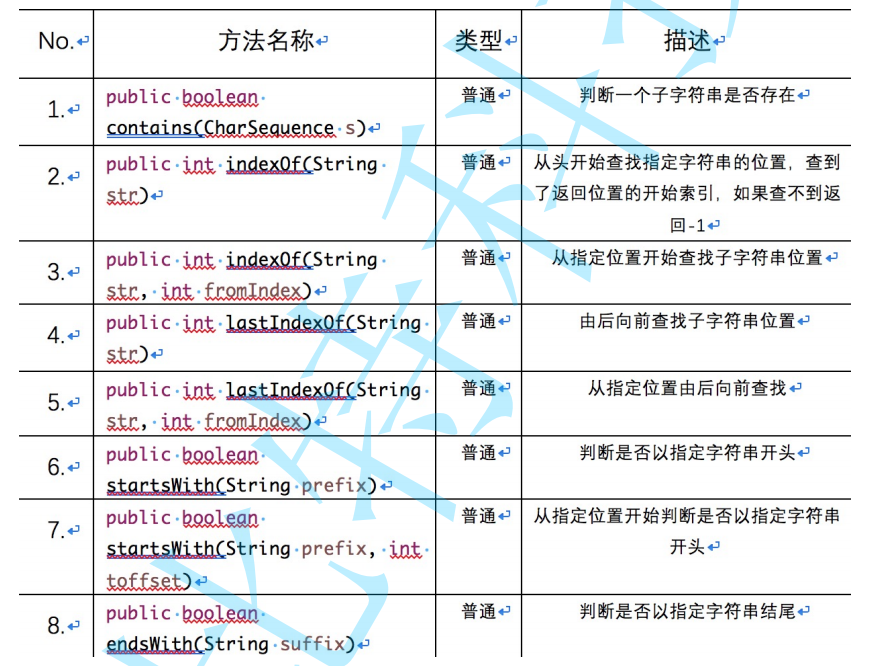 No. 方法名称 类型 描述
1. public boolean 普通 判断一个子字符串是否存在
contains(CharSequence s)
2. public int indexOf(String 普通 从头开始查找指定字符串的位置，查到
str) 了返回位置的开始索引，如果查不到返
回-1
3. public int indexOf(String 普通 从指定位置开始查找子字符串位置
str, int fromIndex)
4. public int lastIndexOf(String 普通 由后向前查找子字符串位置
str)
5. public int lastIndexOf(String 普通 从指定位置由后向前查找
str, int fromIndex)
6. public boolean 普通 判断是否以指定字符串开头
startsWith(String prefix)
7. public boolean 普通 从指定位置开始判断是否以指定字符串
startsWith(String prefix, int 开头
toffset)
8. public boolean 普通 判断是否以指定字符串结尾
endsWith(String suffix)